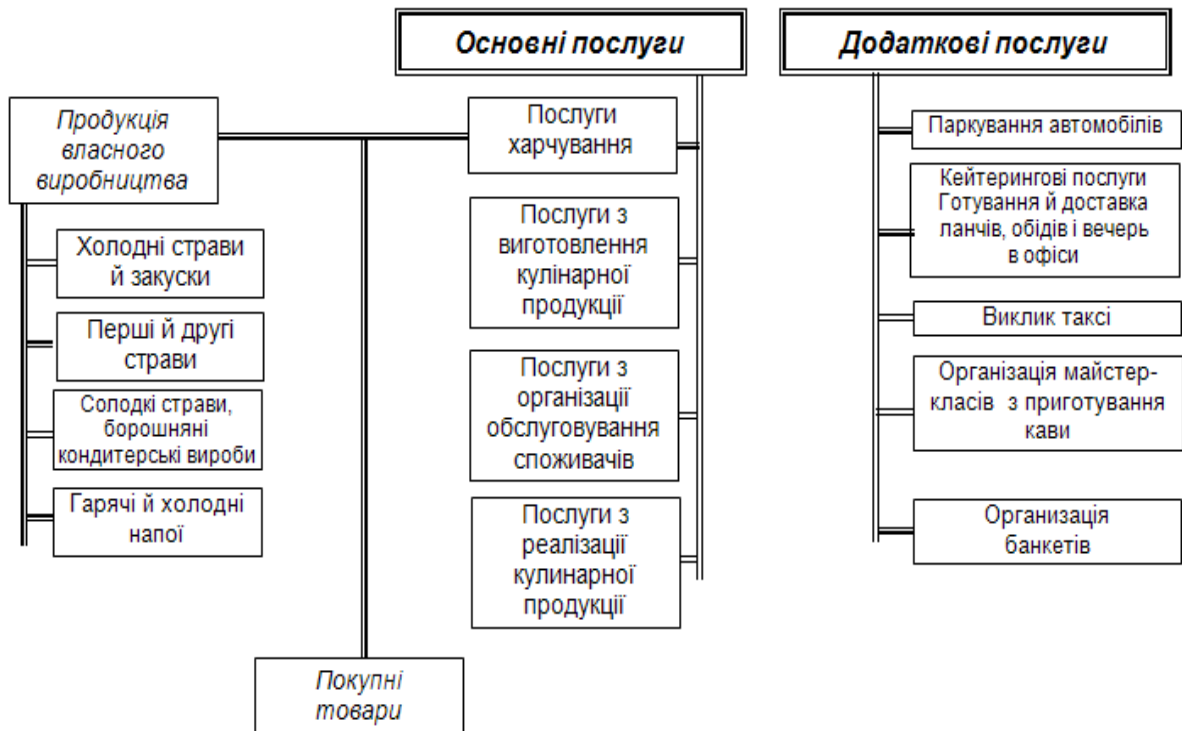 Основні послуги
Додаткові послуги
Продукція
власного
виробництва
Холодні страви
й закуски
Перші й другі
страви
Солодкі страви,
борошняні
кондитерські вироби
Гарячі й холодні
напої
Покупні
товари
Послуги
харчування
Послуги з
виготовлення
кулінарної
продукції
Послуги з
організації
обслуговування
споживачів
Послуги з
реалізації
кулинарної
продукції
Паркування автомобілів
Кейтерингові послуги
Готування й доставка
ланчів, обідів і вечерь
в офіси
Виклик таксі
Організація майстер-
класів з приготування
кави
Организація
банкетів